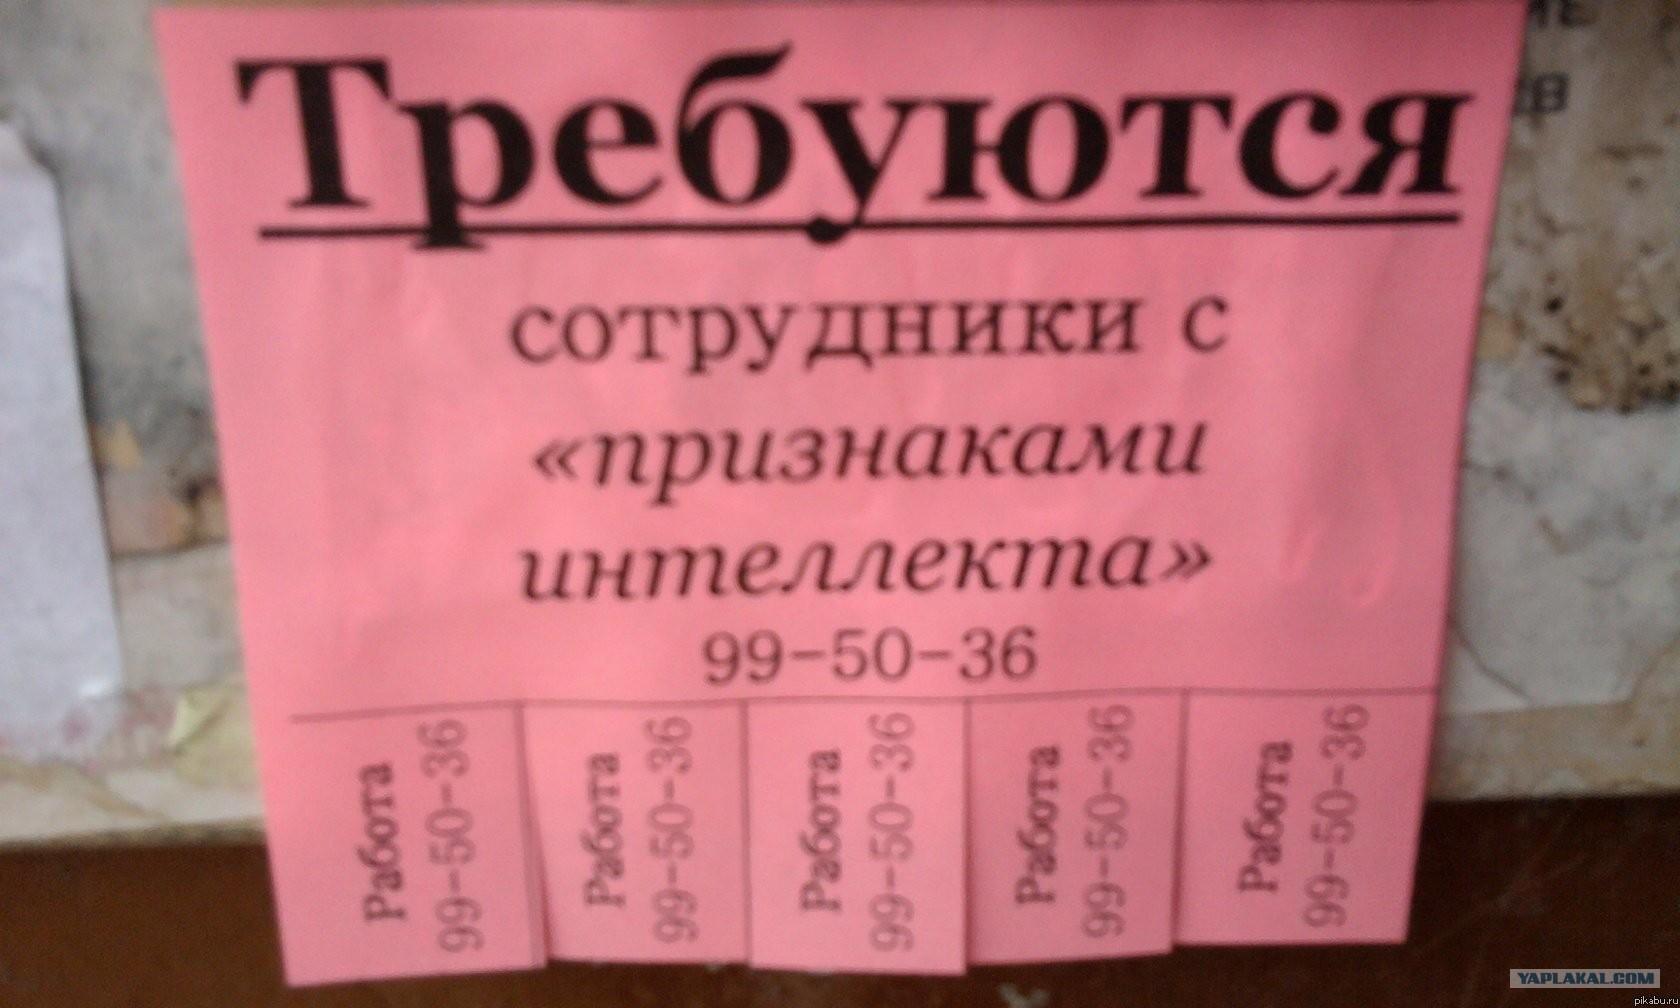 Требуются
сотрудники с
«признаками
интеллекта»
99-50-36
Работа
99-50-36
Работа
99-50-36
Работа
99-50-36
Работа
99-50-36
Работа
99-50-36
YAPLAKAL.COM
pikabu.ru